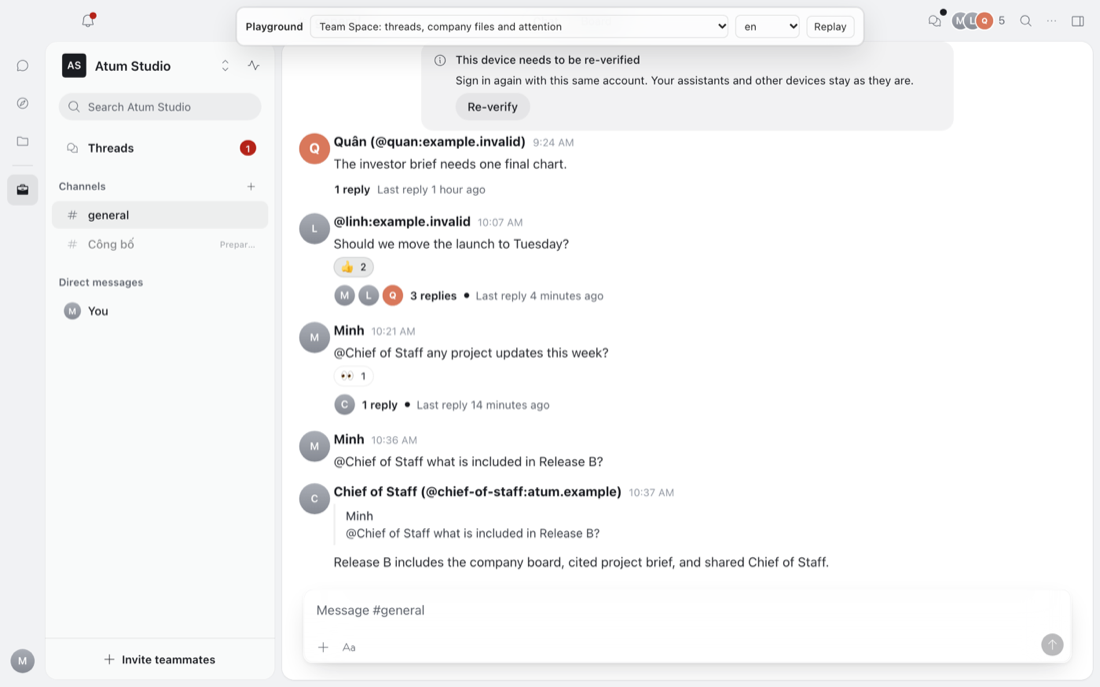 Playground
Team Space: threads, company files and attention
en
Replay
M L Q 5
AS Atum Studio
Search Atum Studio
Threads 1
Channels
# general
# Công bố Prepar...
Direct messages
M You
Invite teammates
M
This device needs to be re-verified
Sign in again with this same account. Your assistants and other devices stay as they are.
Re-verify
Q
Quân (@quan:example.invalid) 9:24 AM
The investor brief needs one final chart.
1 reply Last reply 1 hour ago
L
@linh:example.invalid 10:07 AM
Should we move the launch to Tuesday?
👍 2
M L Q 3 replies • Last reply 4 minutes ago
M
Minh 10:21 AM
@Chief of Staff any project updates this week?
👀 1
C 1 reply • Last reply 14 minutes ago
M
Minh 10:36 AM
@Chief of Staff what is included in Release B?
C
Chief of Staff (@chief-of-staff:atum.example) 10:37 AM
Minh
@Chief of Staff what is included in Release B?
Release B includes the company board, cited project brief, and shared Chief of Staff.
Message #general
Aa